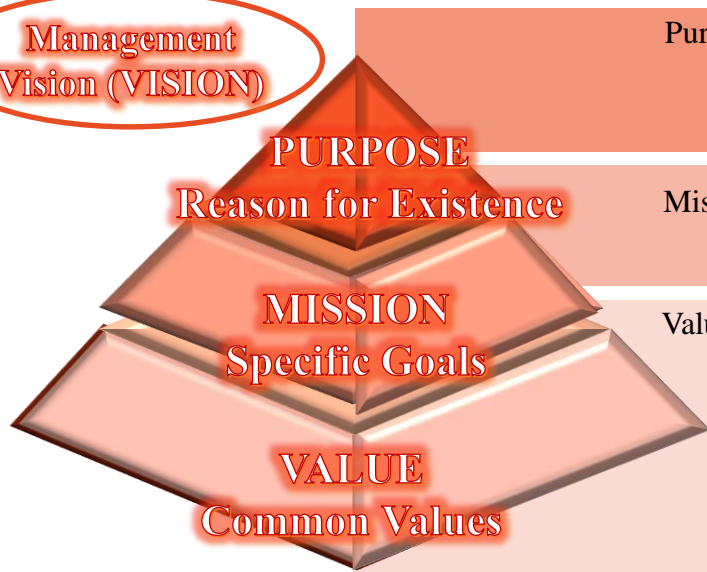 Management
Vision (VISION)
PURPOSE
Reason for Existence
MISSION
Specific Goals
VALUE
Common Values